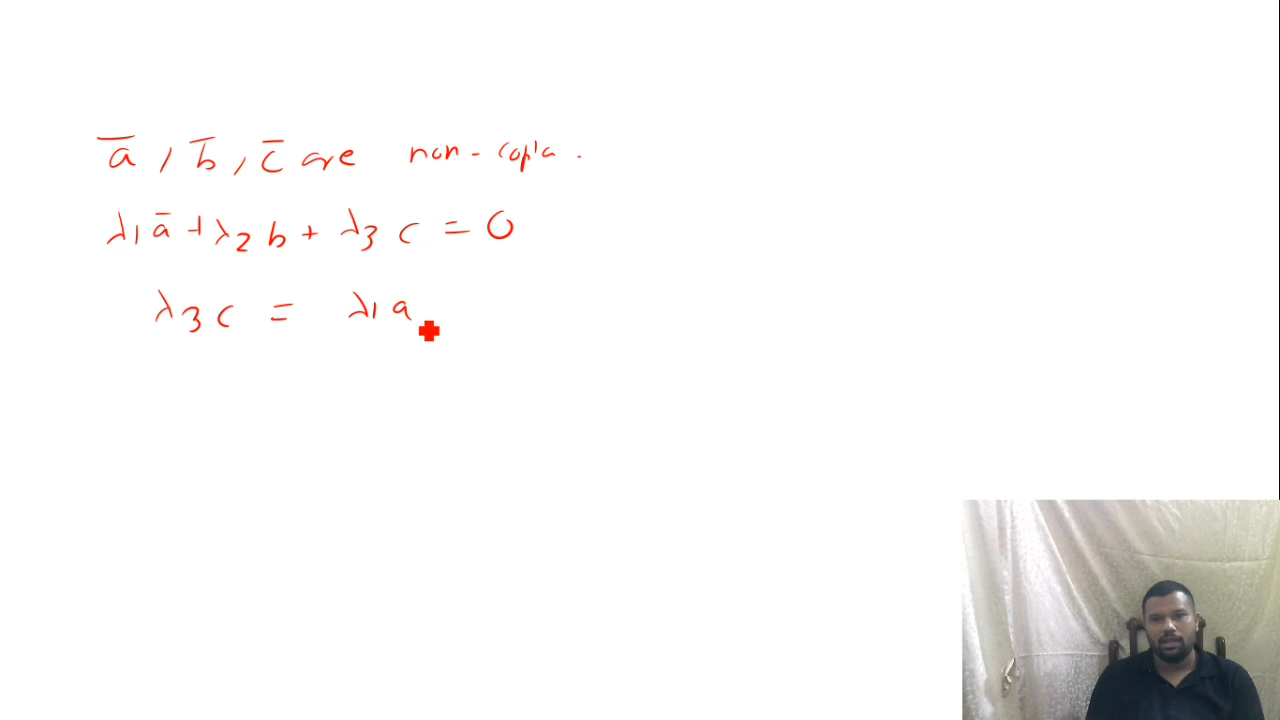 a̅, b̅, c̅ are non-copla.
λ1 a̅ + λ2 b + λ3 c = 0
λ3 c = λ1 a